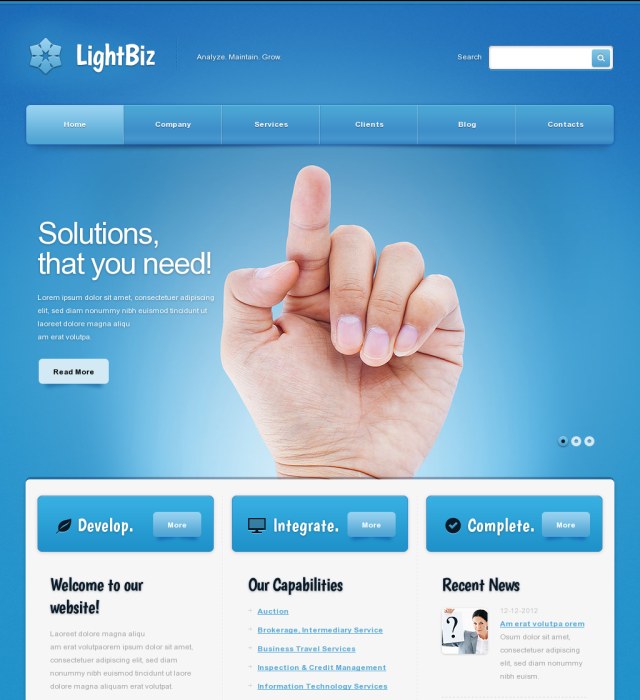 LightBiz
Analyze. Maintain. Grow.
Search
Home
Company
Services
Clients
Blog
Contacts
Solutions,
that you need!
Lorem ipsum dolor sit amet, consectetuer adipiscing
elit, sed diam nonummy nibh euismod tincidunt ut
laoreet dolore magna aliqu
am erat volutpa.
Read More
Develop.
More
Integrate.
More
Complete.
More
Welcome to our
website!
Laoreet dolore magna aliqu
am erat volutpaorem ipsum dolor sit amet,
consectetuer adipiscing elit, sed diam
nonummy nibh euismod tincidunt ut laore
dolore magna aliquam erat volutpat.
Our Capabilities
Auction
Brokerage, Intermediary Service
Business Travel Services
Inspection & Credit Management
Information Technology Services
Recent News
?
12-12-2012
Am erat volutpa orem
Osum dolor sit amet,
consectetuer adipiscing
elit, sed diam nonummy
nibh euism.